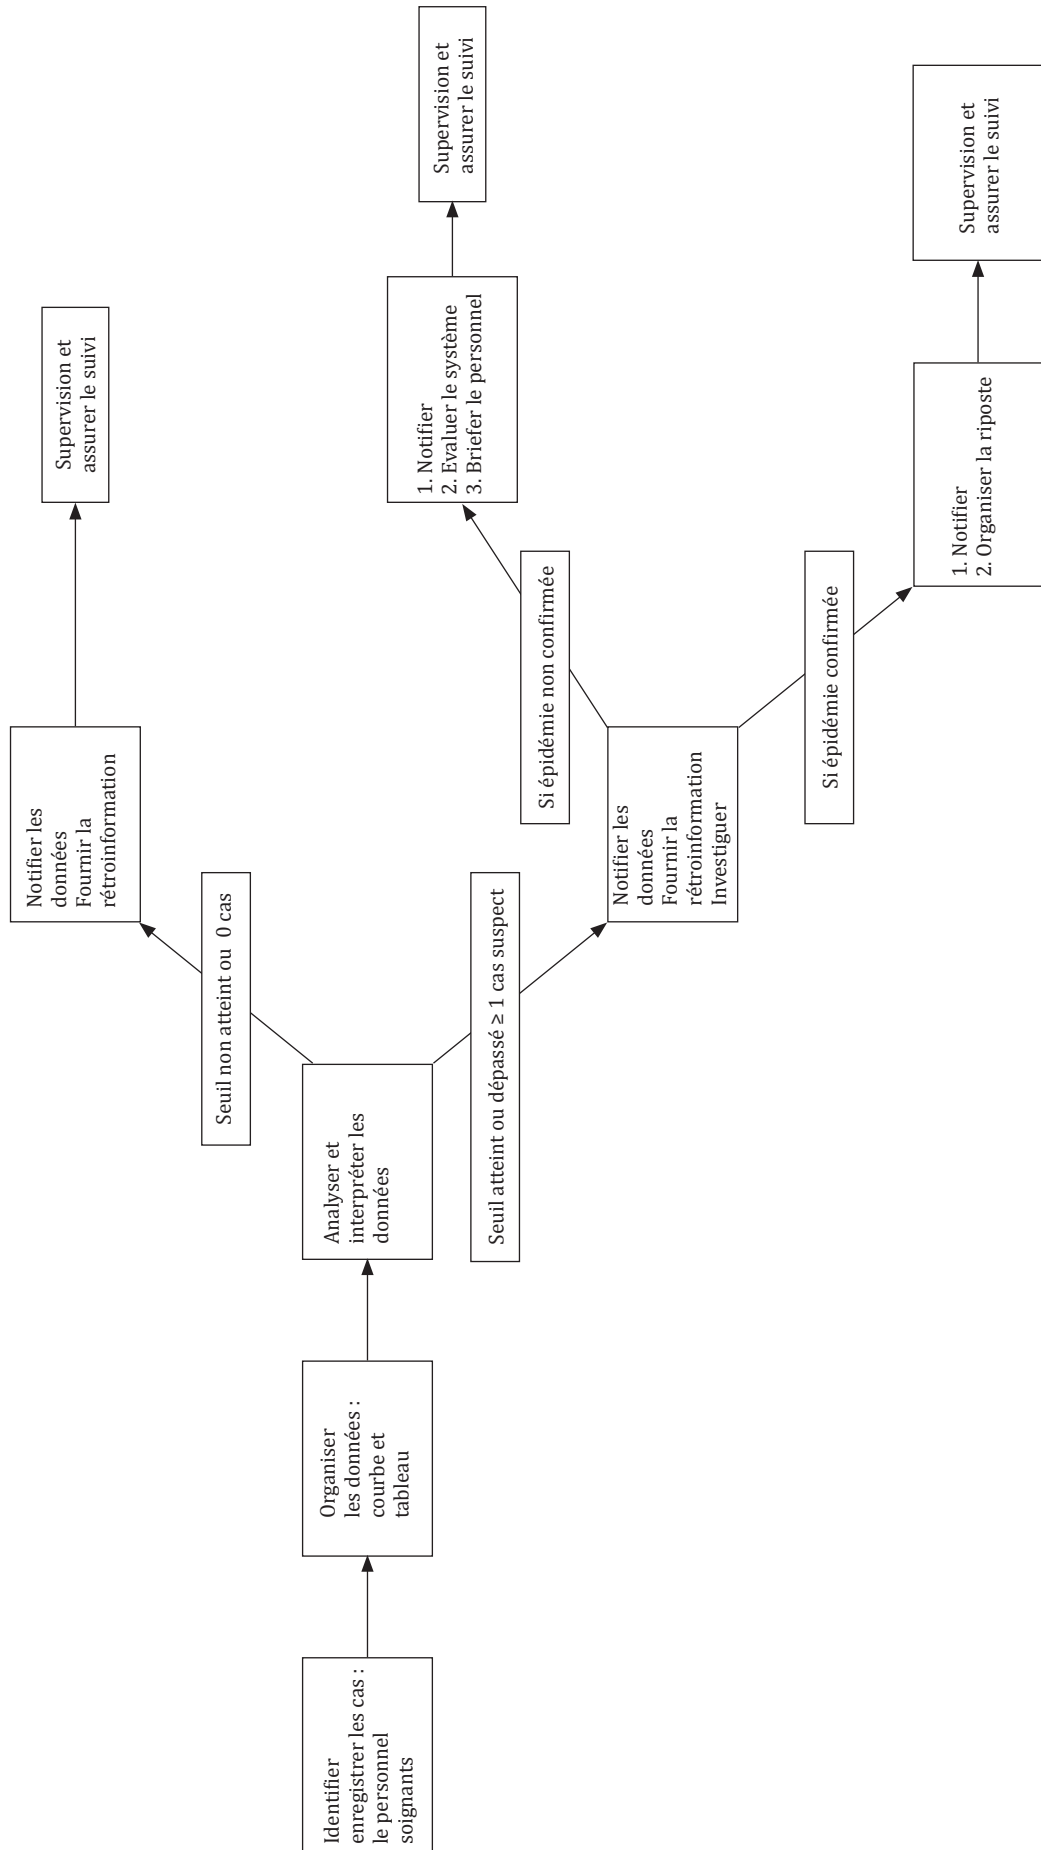 Identifier
enregistrer les cas :
le personnel
soignants
Organiser
les données :
courbe et
tableau
Analyser et
interpréter les
données
Seuil non atteint ou 0 cas
Notifier les
données
Fournir la
rétroinformation
Supervision et
assurer le suivi
Seuil atteint ou dépassé ≥ 1 cas suspect
Notifier les
données
Fournir la
rétroinformation
Investiguer
Si épidémie non confirmée
1. Notifier
2. Evaluer le système
3. Briefer le personnel
Supervision et
assurer le suivi
Si épidémie confirmée
1. Notifier
2. Organiser la riposte
Supervision et
assurer le suivi